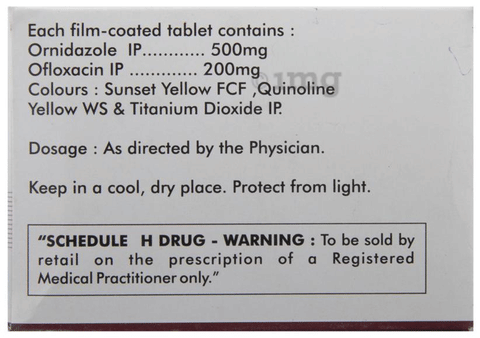 Each film-coated tablet contains :
Ornidazole IP............ 500mg
Ofloxacin IP ............. 200mg
1mg
Colours : Sunset Yellow FCF ,Quinoline
Yellow WS & Titanium Dioxide IP.
Dosage : As directed by the Physician.
Keep in a cool, dry place. Protect from light.
"SCHEDULE H DRUG - WARNING : To be sold by
retail on the prescription of a Registered
Medical Practitioner only."